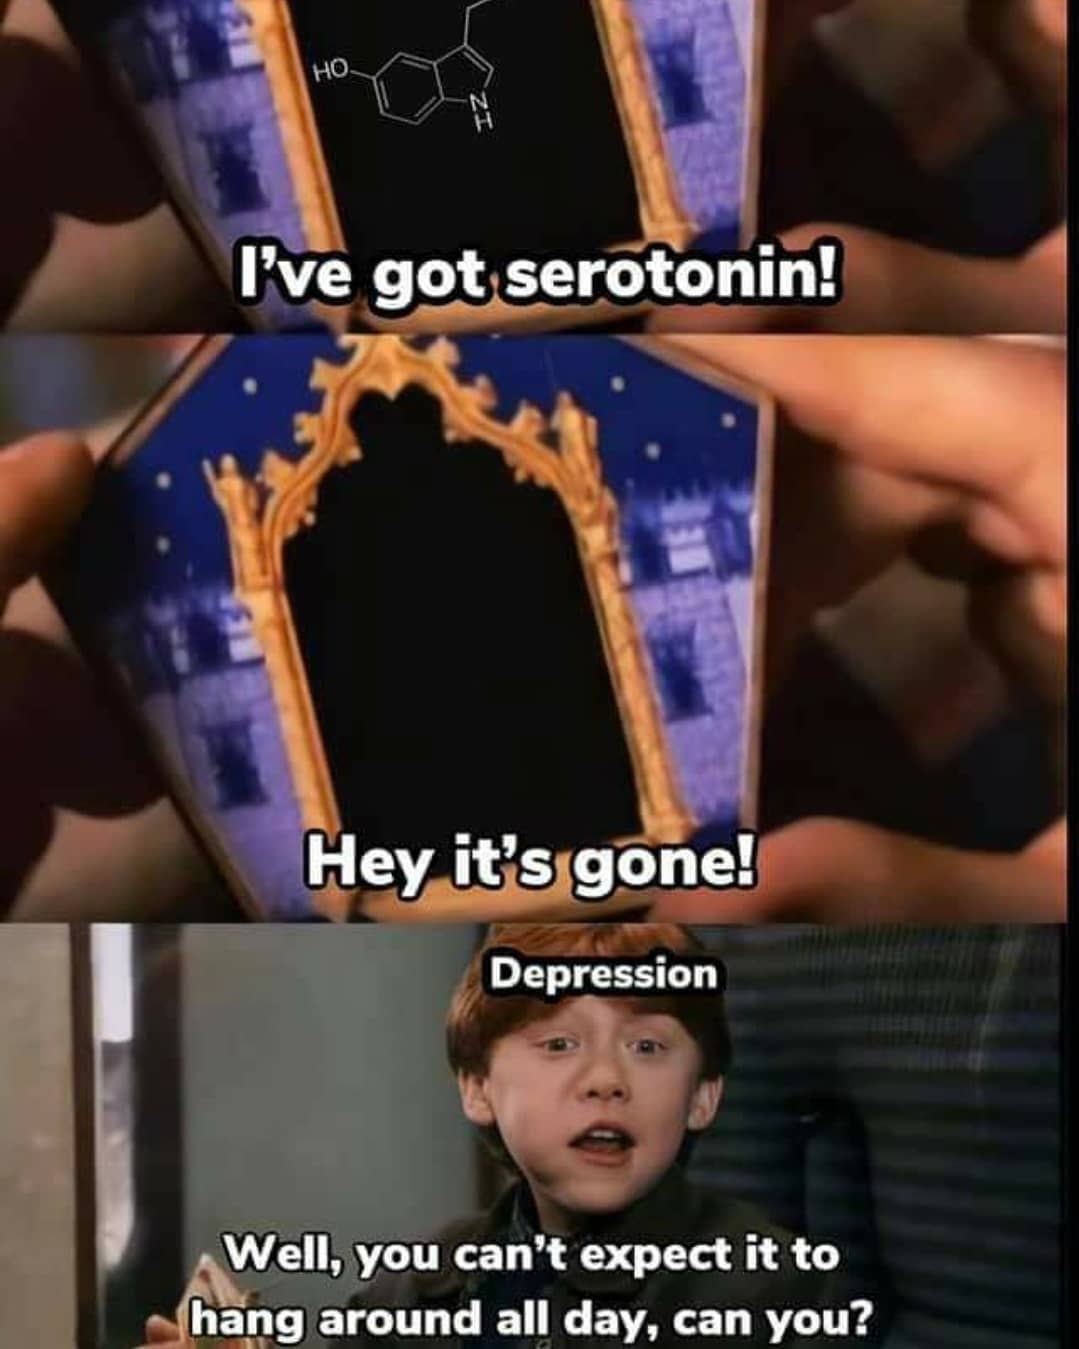 HO
N
H
I've got serotonin!
Hey it's gone!
Depression
Well, you can't expect it to
hang around all day, can you?